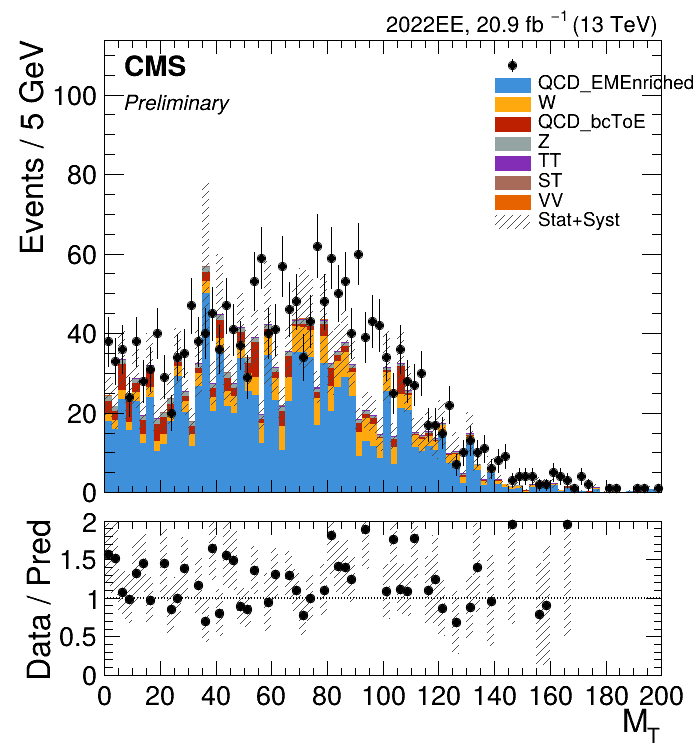 2022EE, 20.9 fb⁻¹ (13 TeV)
CMS
Preliminary
QCD_EMEnriched
W
QCD_bcToE
Z
TT
ST
VV
Stat+Syst
Events / 5 GeV
100
80
60
40
20
0
Data / Pred
2
1.5
1
0.5
0
0 20 40 60 80 100 120 140 160 180 200
M_T